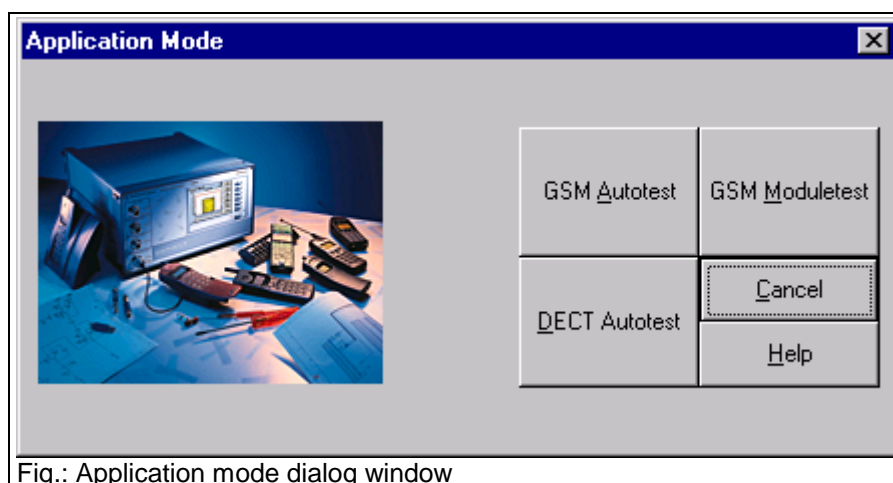 Application Mode
GSM Autotest
GSM Moduletest
DECT Autotest
Cancel
Help
Fig.: Application mode dialog window